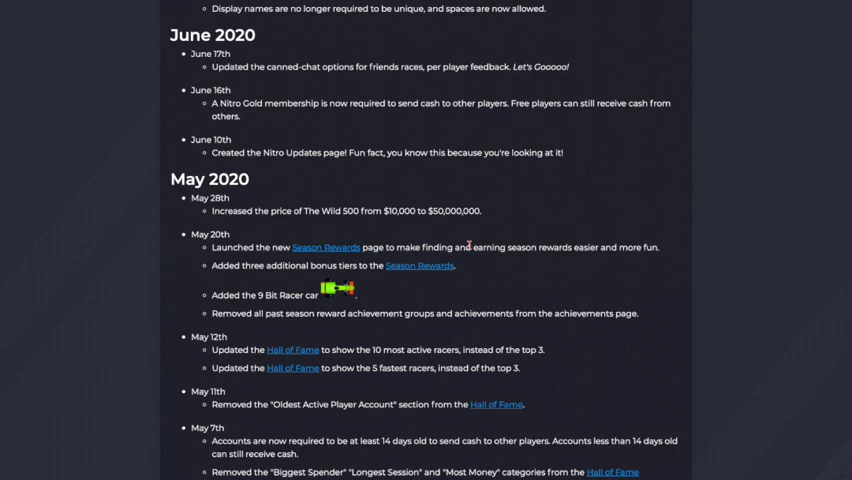 Display names are no longer required to be unique, and spaces are now allowed.
June 2020
June 17th
Updated the canned-chat options for friends races, per player feedback. Let's Gooooo!
June 16th
A Nitro Gold membership is now required to send cash to other players. Free players can still receive cash from
others.
June 10th
Created the Nitro Updates page! Fun fact, you know this because you're looking at it!
May 2020
May 28th
Increased the price of The Wild 500 from $10,000 to $50,000,000.
May 20th
Launched the new Season Rewards page to make finding and earning season rewards easier and more fun.
Added three additional bonus tiers to the Season Rewards.
Added the 9 Bit Racer car .
Removed all past season reward achievement groups and achievements from the achievements page.
May 12th
Updated the Hall of Fame to show the 10 most active racers, instead of the top 3.
Updated the Hall of Fame to show the 5 fastest racers, instead of the top 3.
May 11th
Removed the "Oldest Active Player Account" section from the Hall of Fame.
May 7th
Accounts are now required to be at least 14 days old to send cash to other players. Accounts less than 14 days old
can still receive cash.
Removed the "Biggest Spender" "Longest Session" and "Most Money" categories from the Hall of Fame